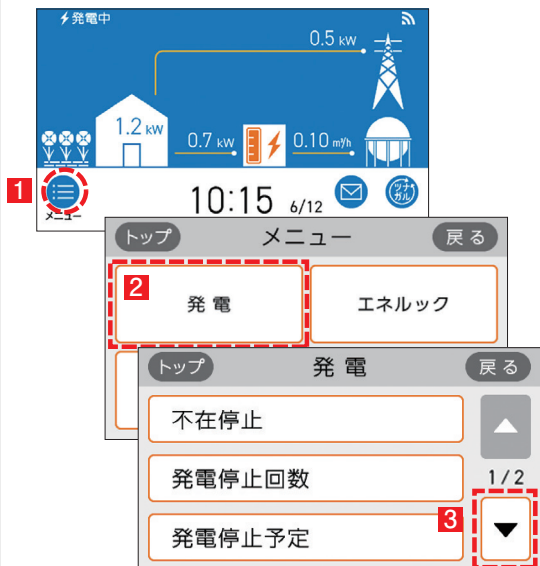 発電中
0.5 kW
1.2 kW
0.7 kW
0.10 m³/h
1
メニュー
10:15 6/12
ツナガル
トップ メニュー 戻る
2
発電 エネルック
トップ 発電 戻る
不在停止
発電停止回数 1/2
発電停止予定 3